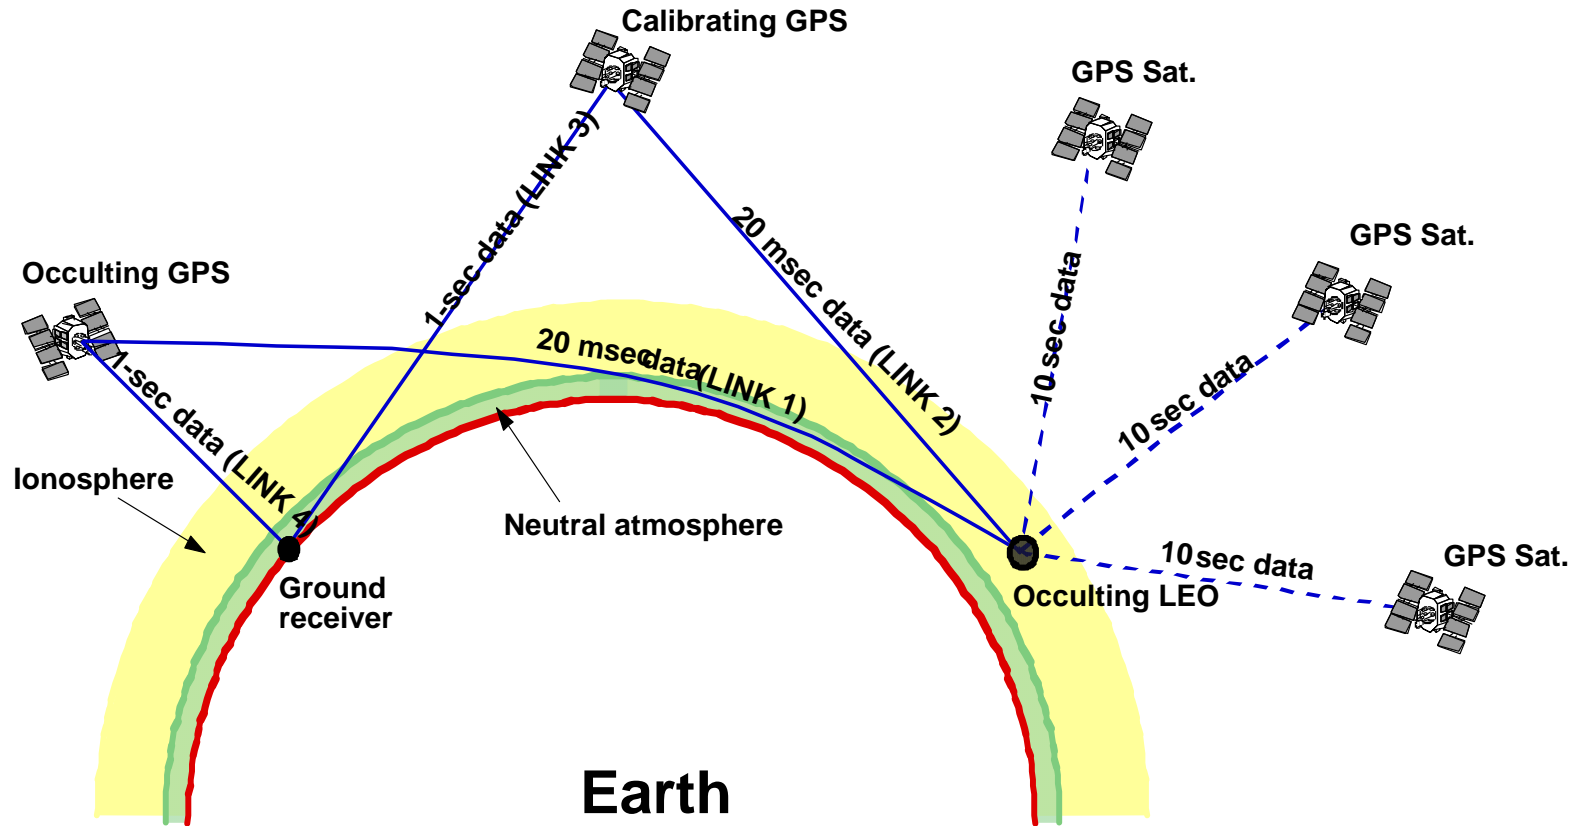 Calibrating GPS
GPS Sat.
GPS Sat.
Occulting GPS
1-sec data (LINK 3)
20 msec data (LINK 2)
10 sec data
20 msecdata(LINK 1)
1-sec data (LINK 4)
10 sec data
Ionosphere
Neutral atmosphere
10 sec data
GPS Sat.
Ground
receiver
Occulting LEO
Earth